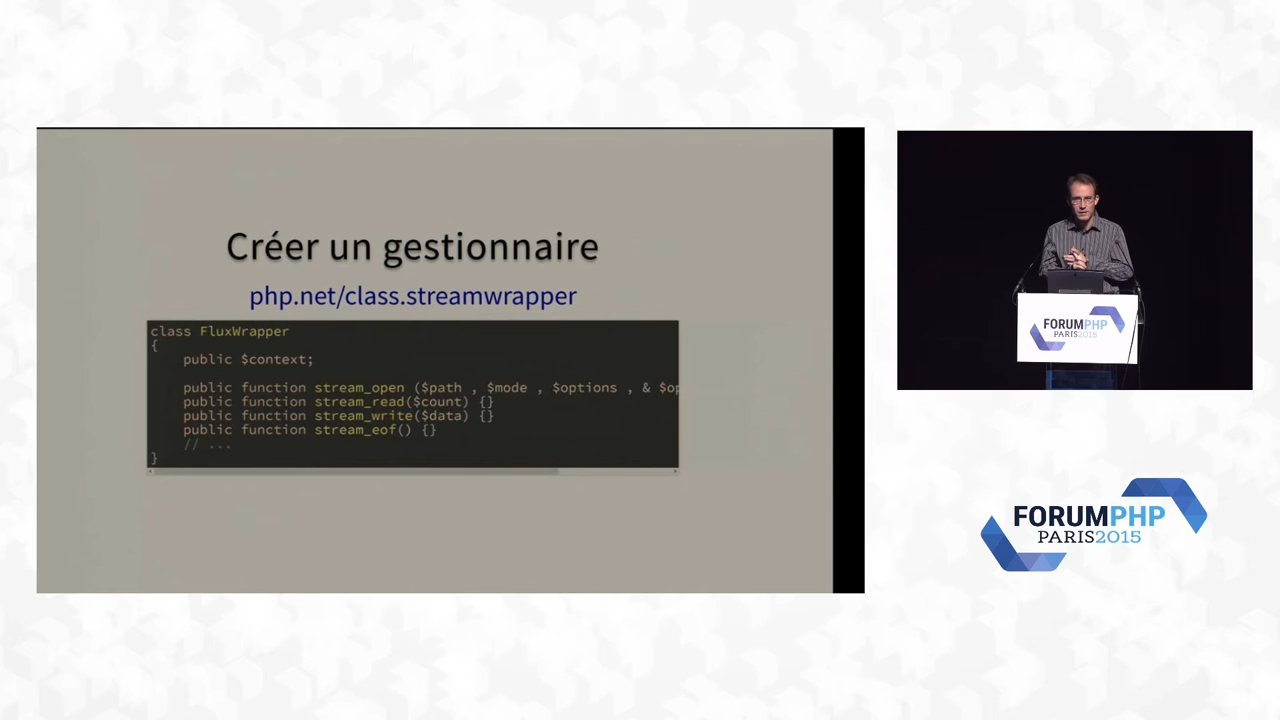 Créer un gestionnaire
php.net/class.streamwrapper
class FluxWrapper
{
    public $context;
    public function stream_open ($path , $mode , $options , & $op
    public function stream_read($count) {}
    public function stream_write($data) {}
    public function stream_eof() {}
    // ...
}
FORUMPHP
PARIS2015
FORUMPHP
PARIS2015